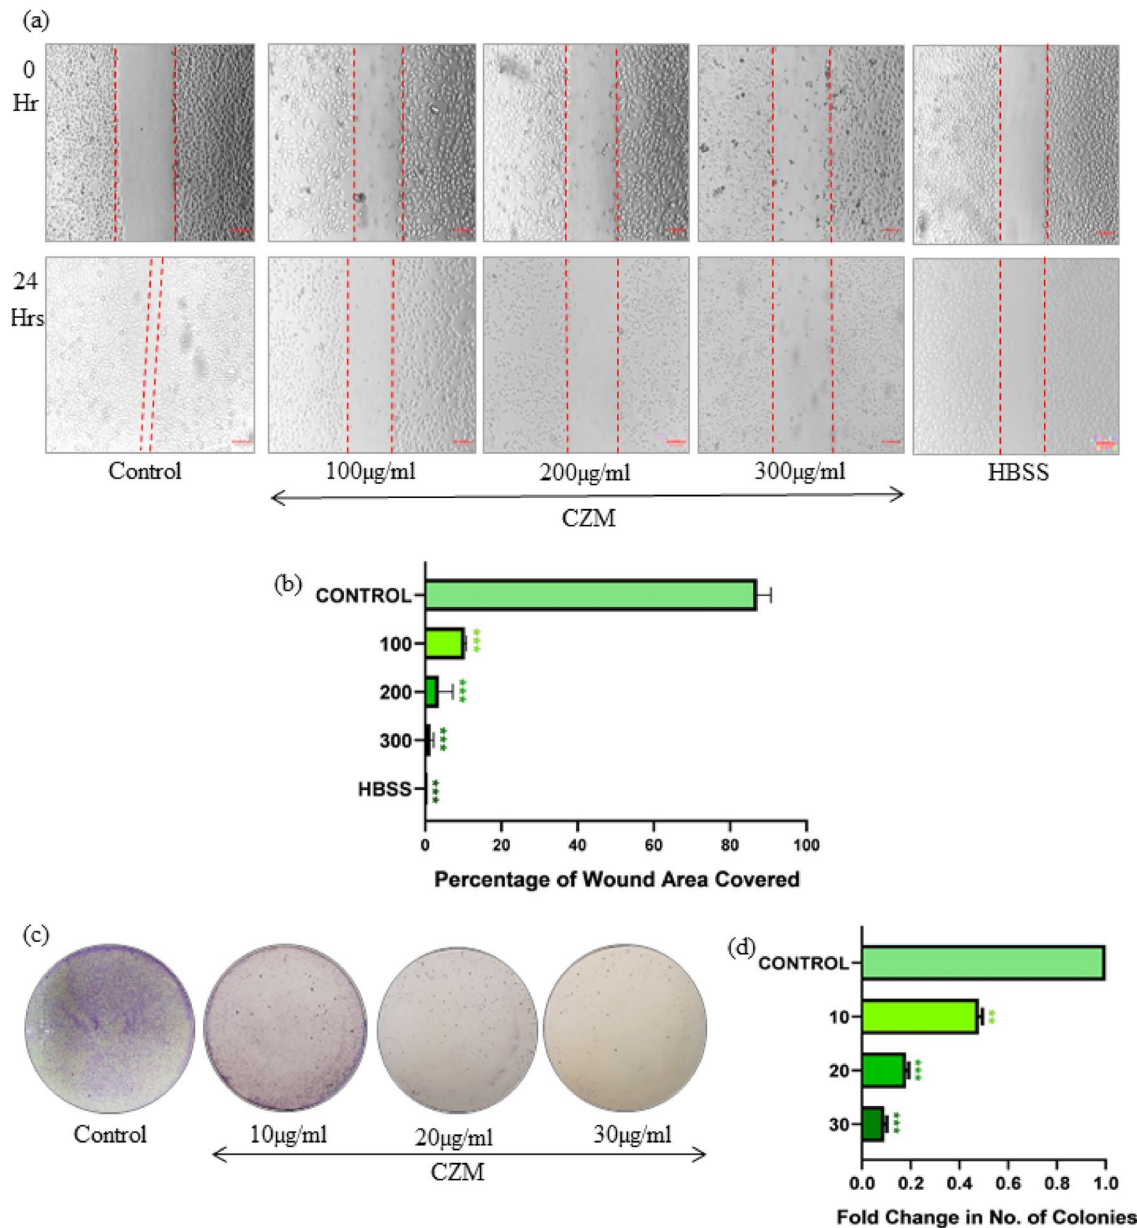 (a)
0
Hr
24
Hrs
Control
100µg/ml
200µg/ml
300µg/ml
HBSS
CZM
(b)
CONTROL
100
***
200
***
300
***
HBSS
***
0 20 40 60 80 100
Percentage of Wound Area Covered
(c)
Control
10µg/ml
20µg/ml
30µg/ml
CZM
(d)
CONTROL
10
**
20
***
30
***
0.0 0.2 0.4 0.6 0.8 1.0
Fold Change in No. of Colonies